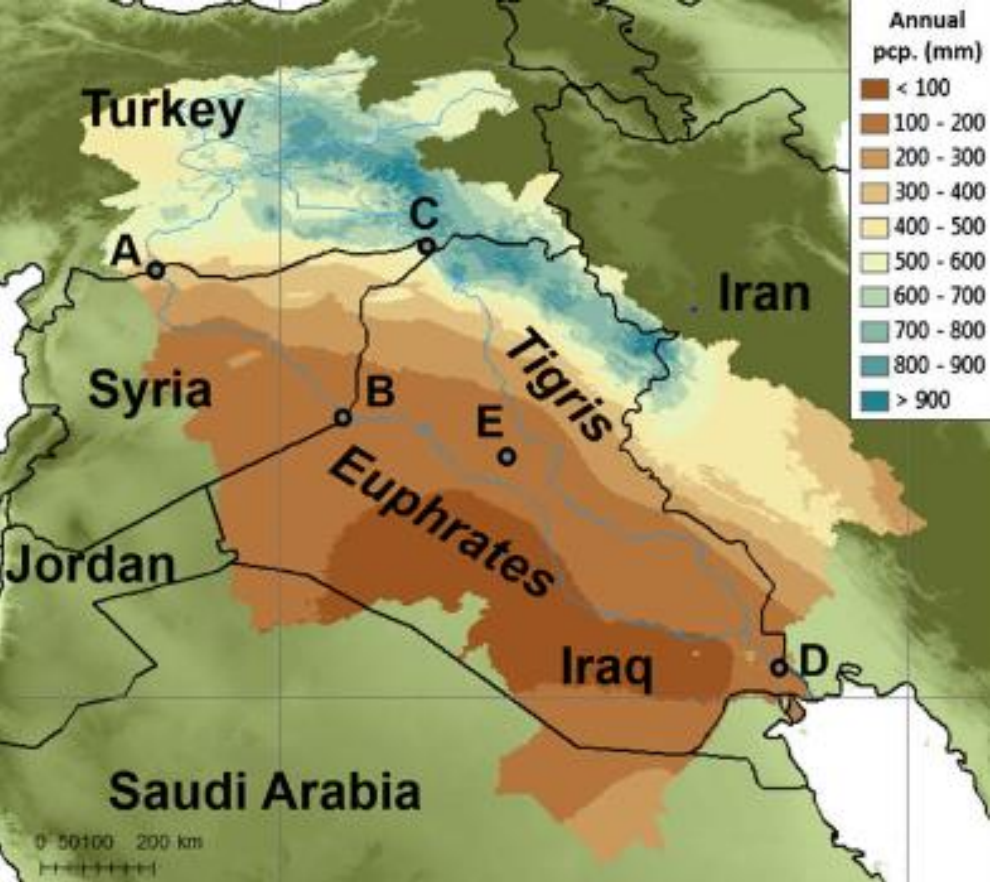 Annual
pcp. (mm)
< 100
100 - 200
200 - 300
300 - 400
400 - 500
500 - 600
600 - 700
700 - 800
800 - 900
> 900
Turkey
C
A
Iran
Tigris
Syria
B
E
Euphrates
Jordan
Iraq
D
Saudi Arabia
0 50100 200 km